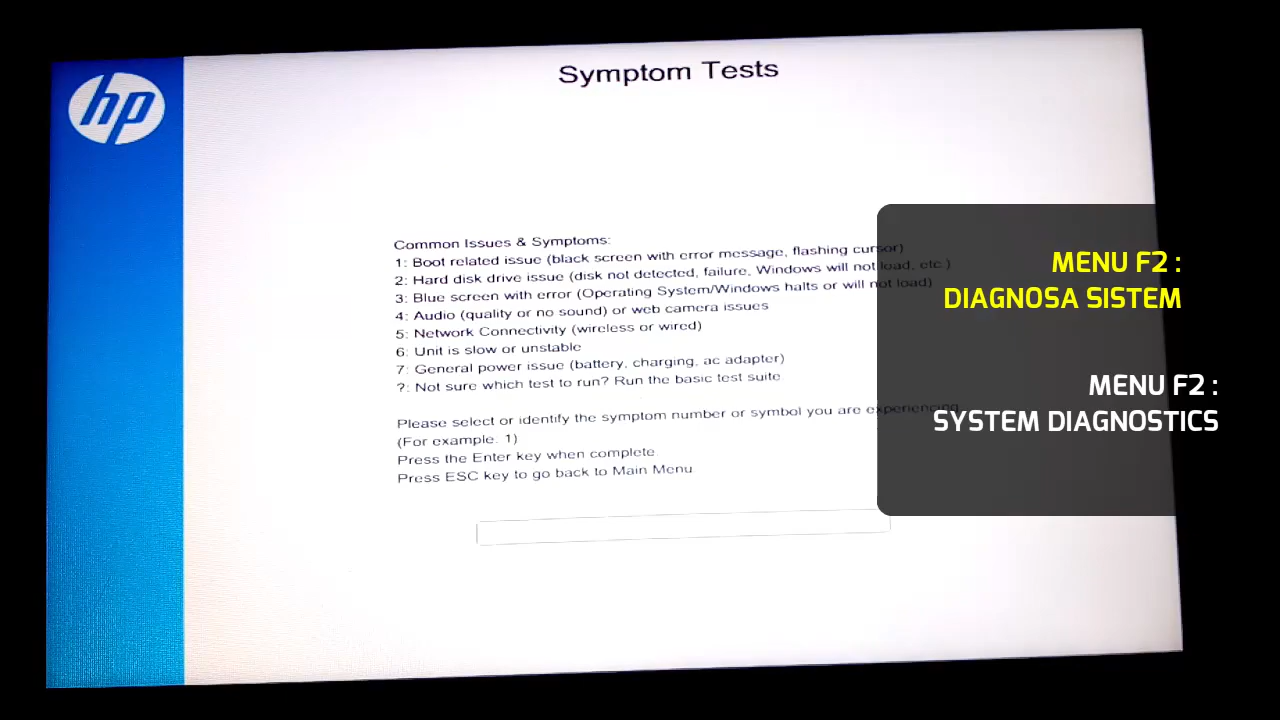 hp
Symptom Tests
Common Issues & Symptoms:
1: Boot related issue (black screen with error message, flashing cursor)
2: Hard disk drive issue (disk not detected, failure, Windows will not load, etc.)
3: Blue screen with error (Operating System/Windows halts or will not load)
4: Audio (quality or no sound) or web camera issues
5: Network Connectivity (wireless or wired)
6: Unit is slow or unstable
7: General power issue (battery, charging, ac adapter)
?: Not sure which test to run? Run the basic test suite
Please select or identify the symptom number or symbol you are experiencing.
(For example. 1)
Press the Enter key when complete.
Press ESC key to go back to Main Menu
MENU F2 :
DIAGNOSA SISTEM
MENU F2 :
SYSTEM DIAGNOSTICS